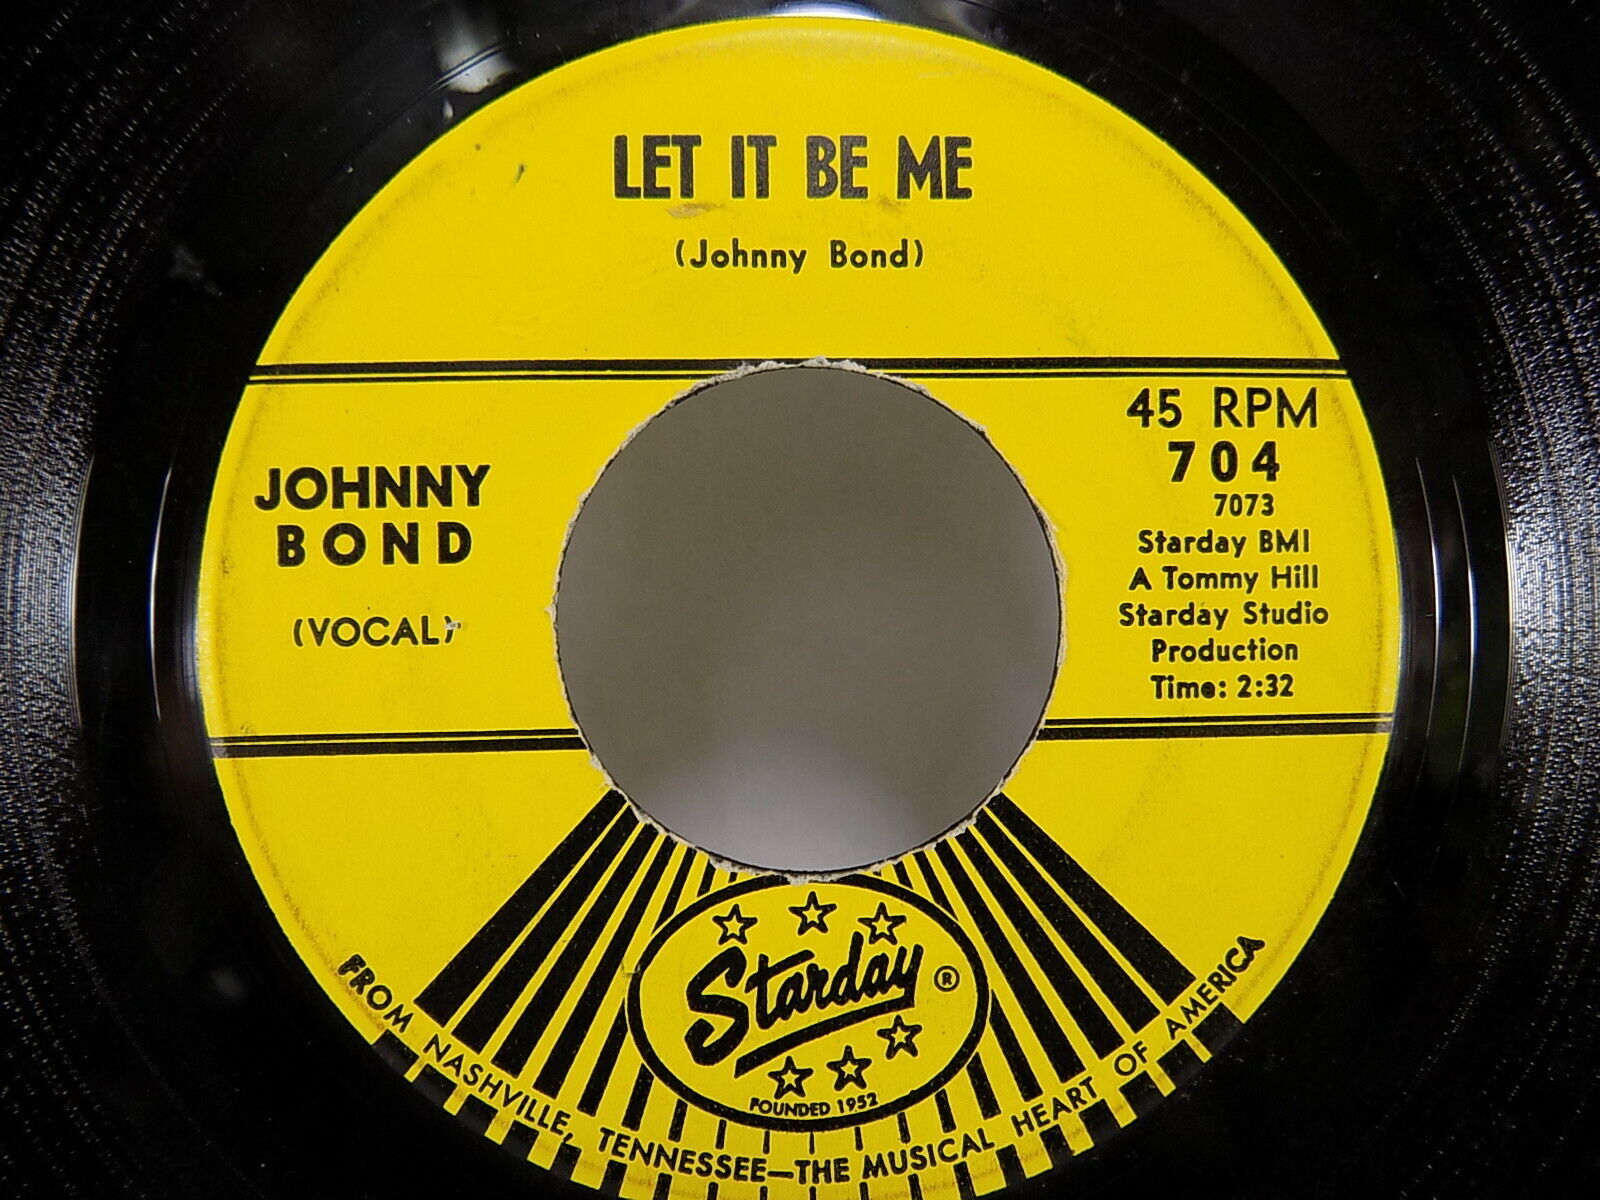 LET IT BE ME
(Johnny Bond)
JOHNNY
BOND
(VOCAL)
45 RPM
704
7073
Starday BMI
A Tommy Hill
Starday Studio
Production
Time: 2:32
Starday ®
FOUNDED 1952
FROM NASHVILLE, TENNESSEE—THE MUSICAL HEART OF AMERICA